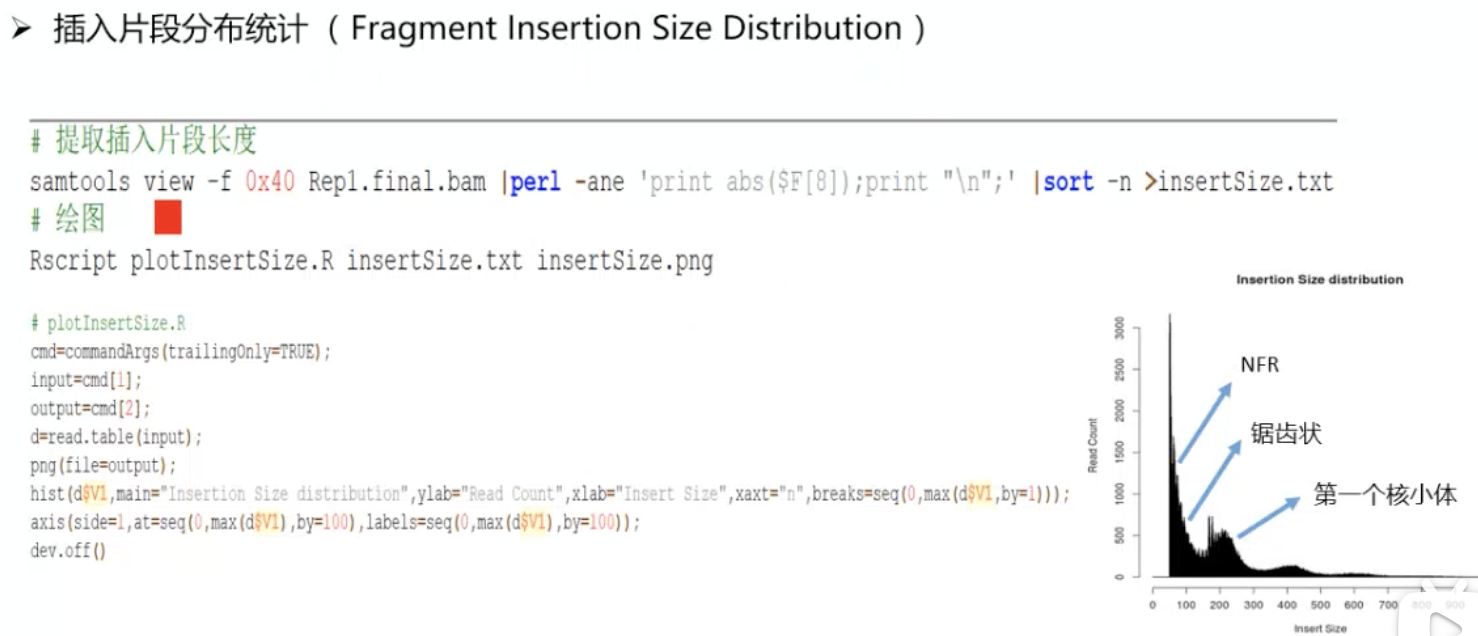 ➢ 插入片段分布统计（ Fragment Insertion Size Distribution ）
# 提取插入片段长度
samtools view -f 0x40 Rep1.final.bam |perl -ane 'print abs($F[8]);print "\n";' |sort -n >insertSize.txt
# 绘图
Rscript plotInsertSize.R insertSize.txt insertSize.png
# plotInsertSize.R
cmd=commandArgs(trailingOnly=TRUE);
input=cmd[1];
output=cmd[2];
d=read.table(input);
png(file=output);
hist(d$V1,main="Insertion Size distribution",ylab="Read Count",xlab="Insert Size",xaxt="n",breaks=seq(0,max(d$V1,by=1)));
axis(side=1,at=seq(0,max(d$V1),by=100),labels=seq(0,max(d$V1),by=100));
dev.off()
Insertion Size distribution
Read Count
3000
2500
2000
1500
1000
500
0
NFR
锯齿状
第一个核小体
0 100 200 300 400 500 600 700 800 900
Insert Size